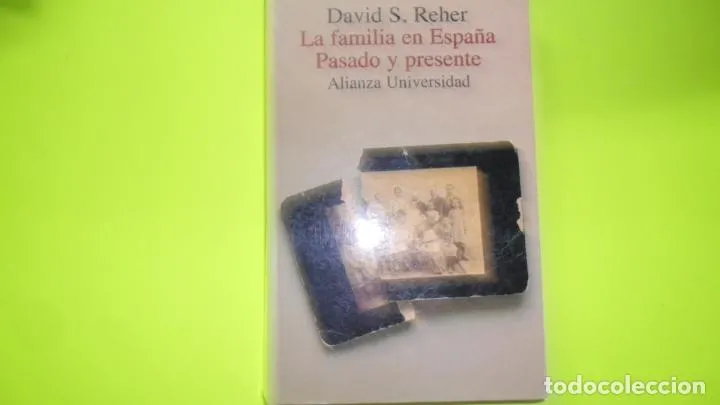 David S. Reher
La familia en España
Pasado y presente
Alianza Universidad
todocoleccion